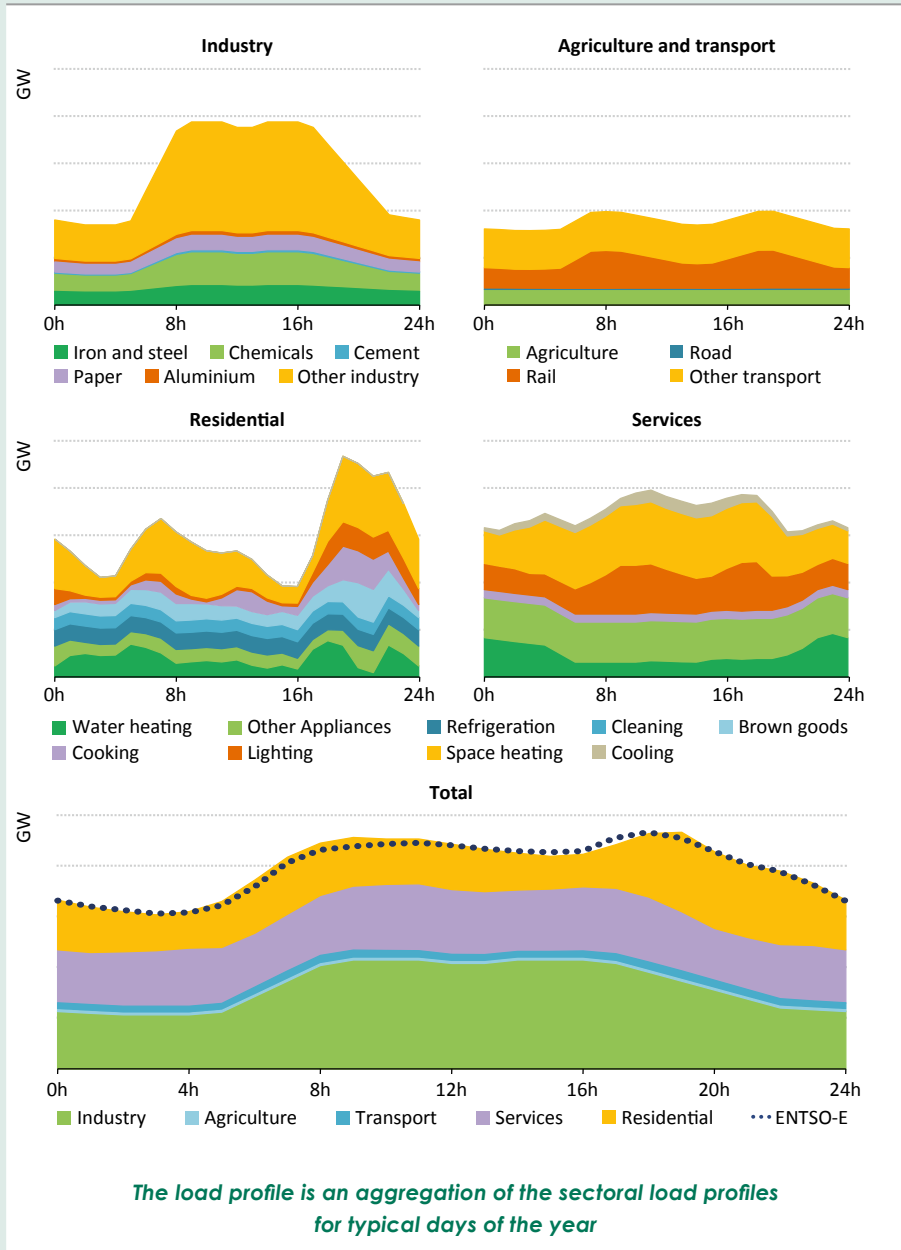 Industry
Agriculture and transport
GW
0h 8h 16h 24h
0h 8h 16h 24h
Iron and steel Chemicals Cement
Paper Aluminium Other industry
Agriculture Road
Rail Other transport
Residential
Services
GW
0h 8h 16h 24h
0h 8h 16h 24h
Water heating Other Appliances Refrigeration Cleaning Brown goods
Cooking Lighting Space heating Cooling
Total
GW
0h 4h 8h 12h 16h 20h 24h
Industry Agriculture Transport Services Residential ENTSO-E
The load profile is an aggregation of the sectoral load profiles
for typical days of the year